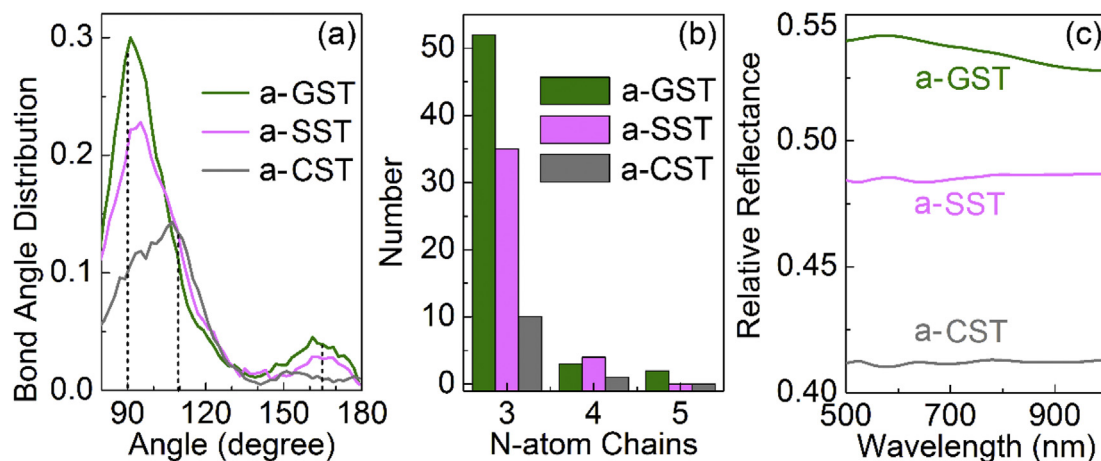 (a)
0.3
0.2
0.1
0.0
Bond Angle Distribution
a-GST
a-SST
a-CST
90 120 150 180
Angle (degree)
(b)
50
40
30
20
10
0
Number
a-GST
a-SST
a-CST
3 4 5
N-atom Chains
(c)
0.55
0.50
0.45
0.40
Relative Reflectance
a-GST
a-SST
a-CST
500 700 900
Wavelength (nm)